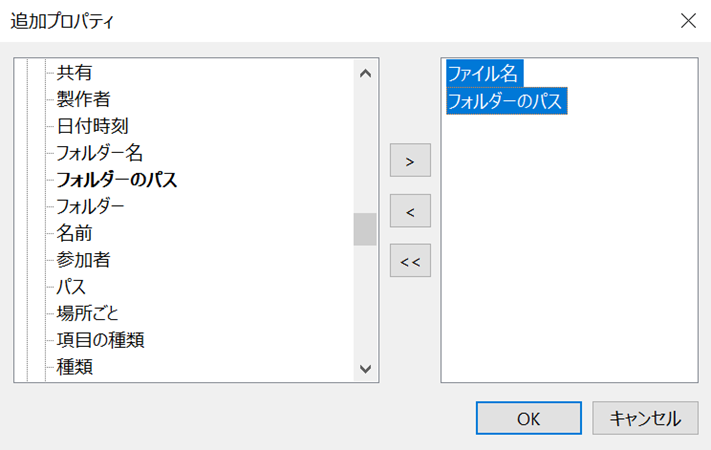 追加プロパティ
共有
製作者
日付時刻
フォルダー名
フォルダーのパス
フォルダー
名前
参加者
パス
場所ごと
項目の種類
種類
>
<
<<
ファイル名
フォルダーのパス
OK
キャンセル